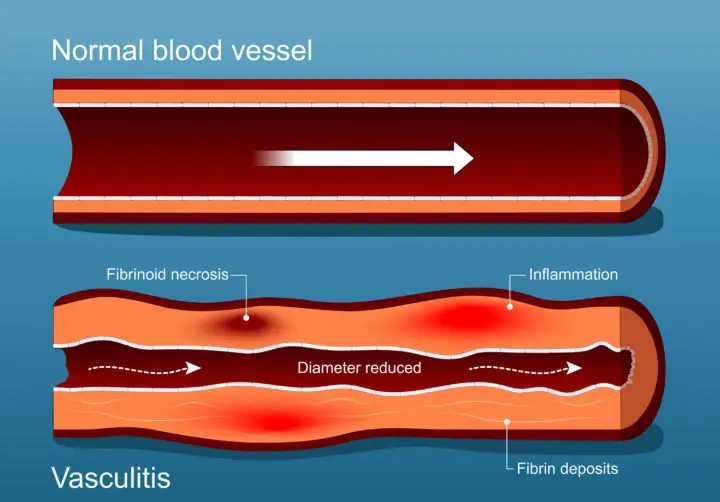 Normal blood vessel
Fibrinoid necrosis
Inflammation
Diameter reduced
Fibrin deposits
Vasculitis